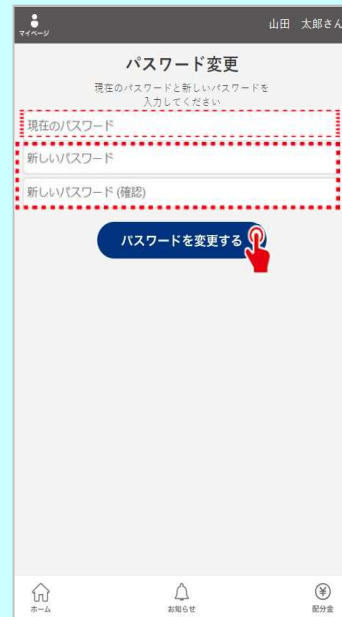 マイページ
山田　太郎さん
パスワード変更
現在のパスワードと新しいパスワードを
入力してください
現在のパスワード
新しいパスワード
新しいパスワード (確認)
パスワードを変更する
ホーム
お知らせ
配分金